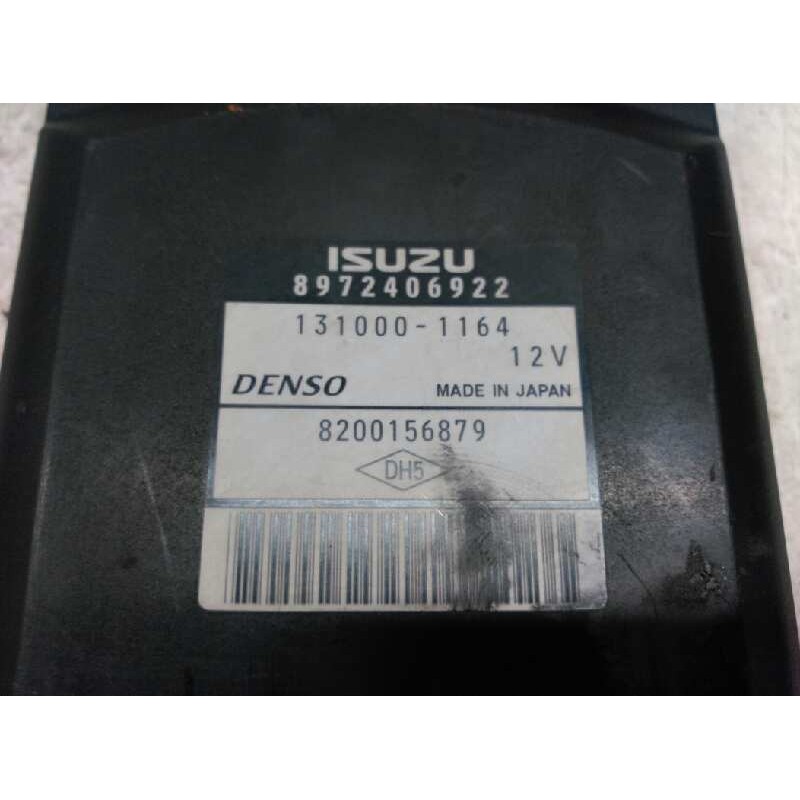 ISUZU
8972406922
131000-1164
12V
DENSO MADE IN JAPAN
8200156879
DH5